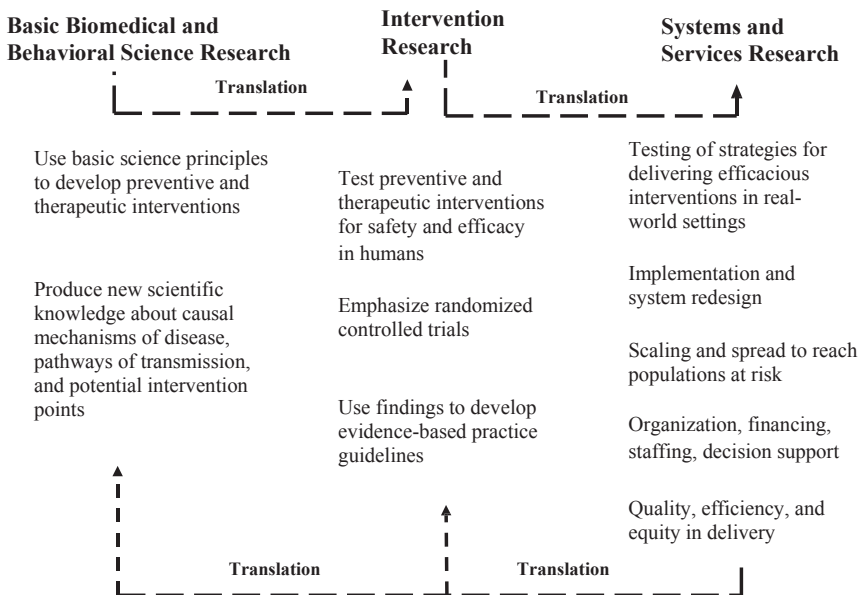 Basic Biomedical and
Behavioral Science Research
Intervention
Research
Systems and
Services Research
Translation
Translation
Use basic science principles
to develop preventive and
therapeutic interventions
Produce new scientific
knowledge about causal
mechanisms of disease,
pathways of transmission,
and potential intervention
points
Test preventive and
therapeutic interventions
for safety and efficacy
in humans
Emphasize randomized
controlled trials
Use findings to develop
evidence-based practice
guidelines
Testing of strategies for
delivering efficacious
interventions in real-
world settings
Implementation and
system redesign
Scaling and spread to reach
populations at risk
Organization, financing,
staffing, decision support
Quality, efficiency, and
equity in delivery
Translation
Translation